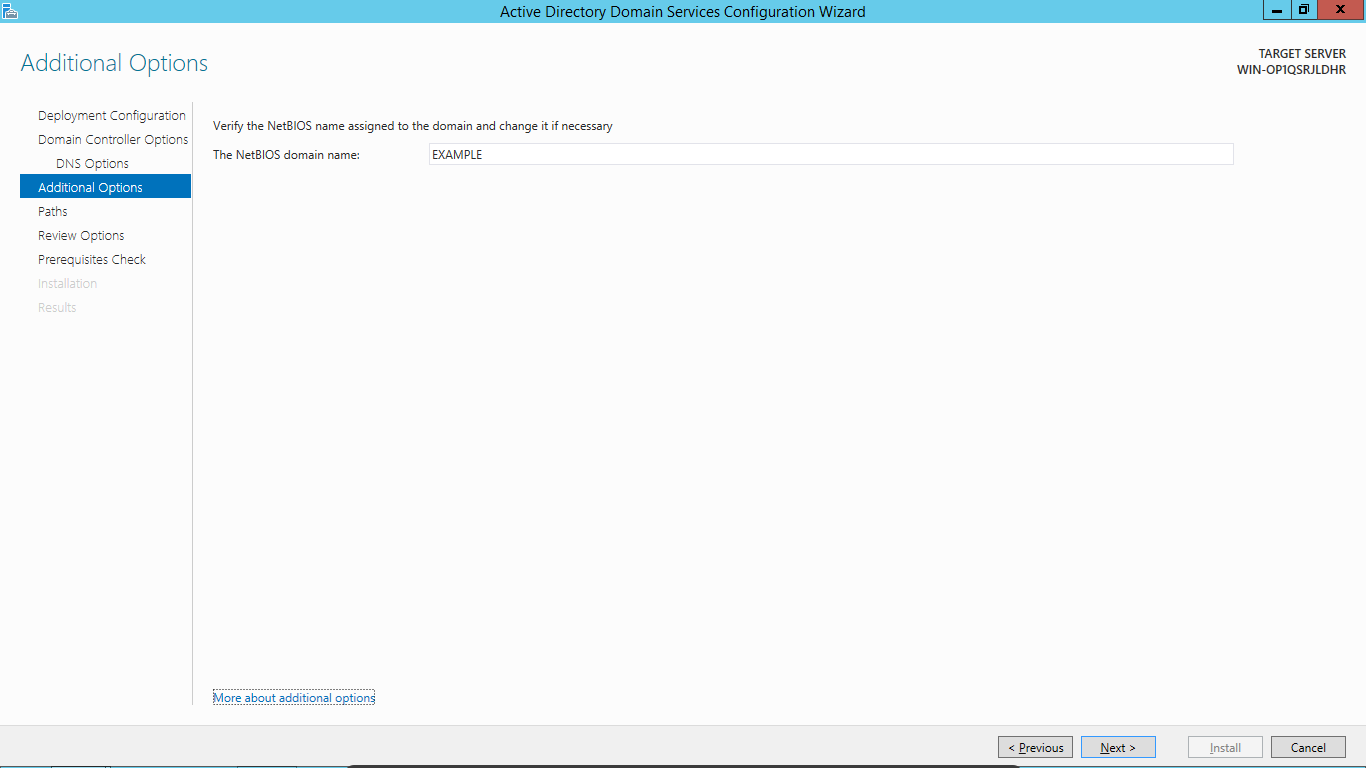 Active Directory Domain Services Configuration Wizard
Additional Options
TARGET SERVER
WIN-OP1QSRJLDHR
Deployment Configuration
Domain Controller Options
DNS Options
Additional Options
Paths
Review Options
Prerequisites Check
Installation
Results
Verify the NetBIOS name assigned to the domain and change it if necessary
The NetBIOS domain name: EXAMPLE
More about additional options
< Previous Next > Install Cancel